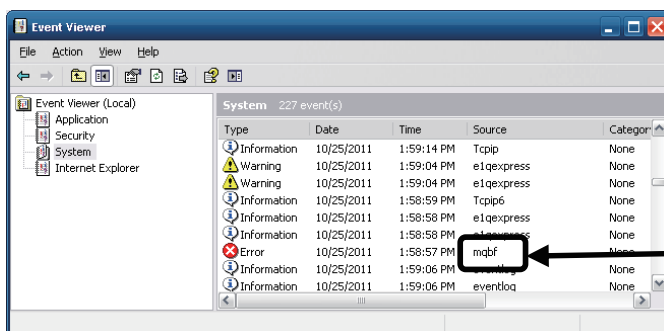 Event Viewer
File Action View Help
Event Viewer (Local)
Application
Security
System
Internet Explorer
System 227 event(s)
Type Date Time Source Categor
Information 10/25/2011 1:59:14 PM Tcpip None
Warning 10/25/2011 1:59:04 PM e1qexpress None
Warning 10/25/2011 1:59:04 PM e1qexpress None
Information 10/25/2011 1:58:59 PM Tcpip6 None
Information 10/25/2011 1:58:58 PM e1qexpress None
Information 10/25/2011 1:58:58 PM e1qexpress None
Error 10/25/2011 1:58:57 PM mqbf None
Information 10/25/2011 1:59:06 PM eventlog None
Information 10/25/2011 1:59:06 PM eventlog None